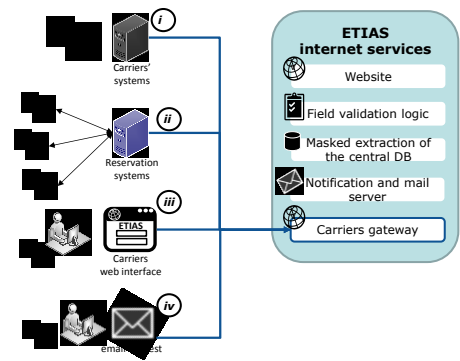 i
Carriers'
systems
ii
Reservation
systems
iii
ETIAS
Carriers
web interface
iv
email
ETIAS
internet services
Website
Field validation logic
Masked extraction of
the central DB
Notification and mail
server
Carriers gateway